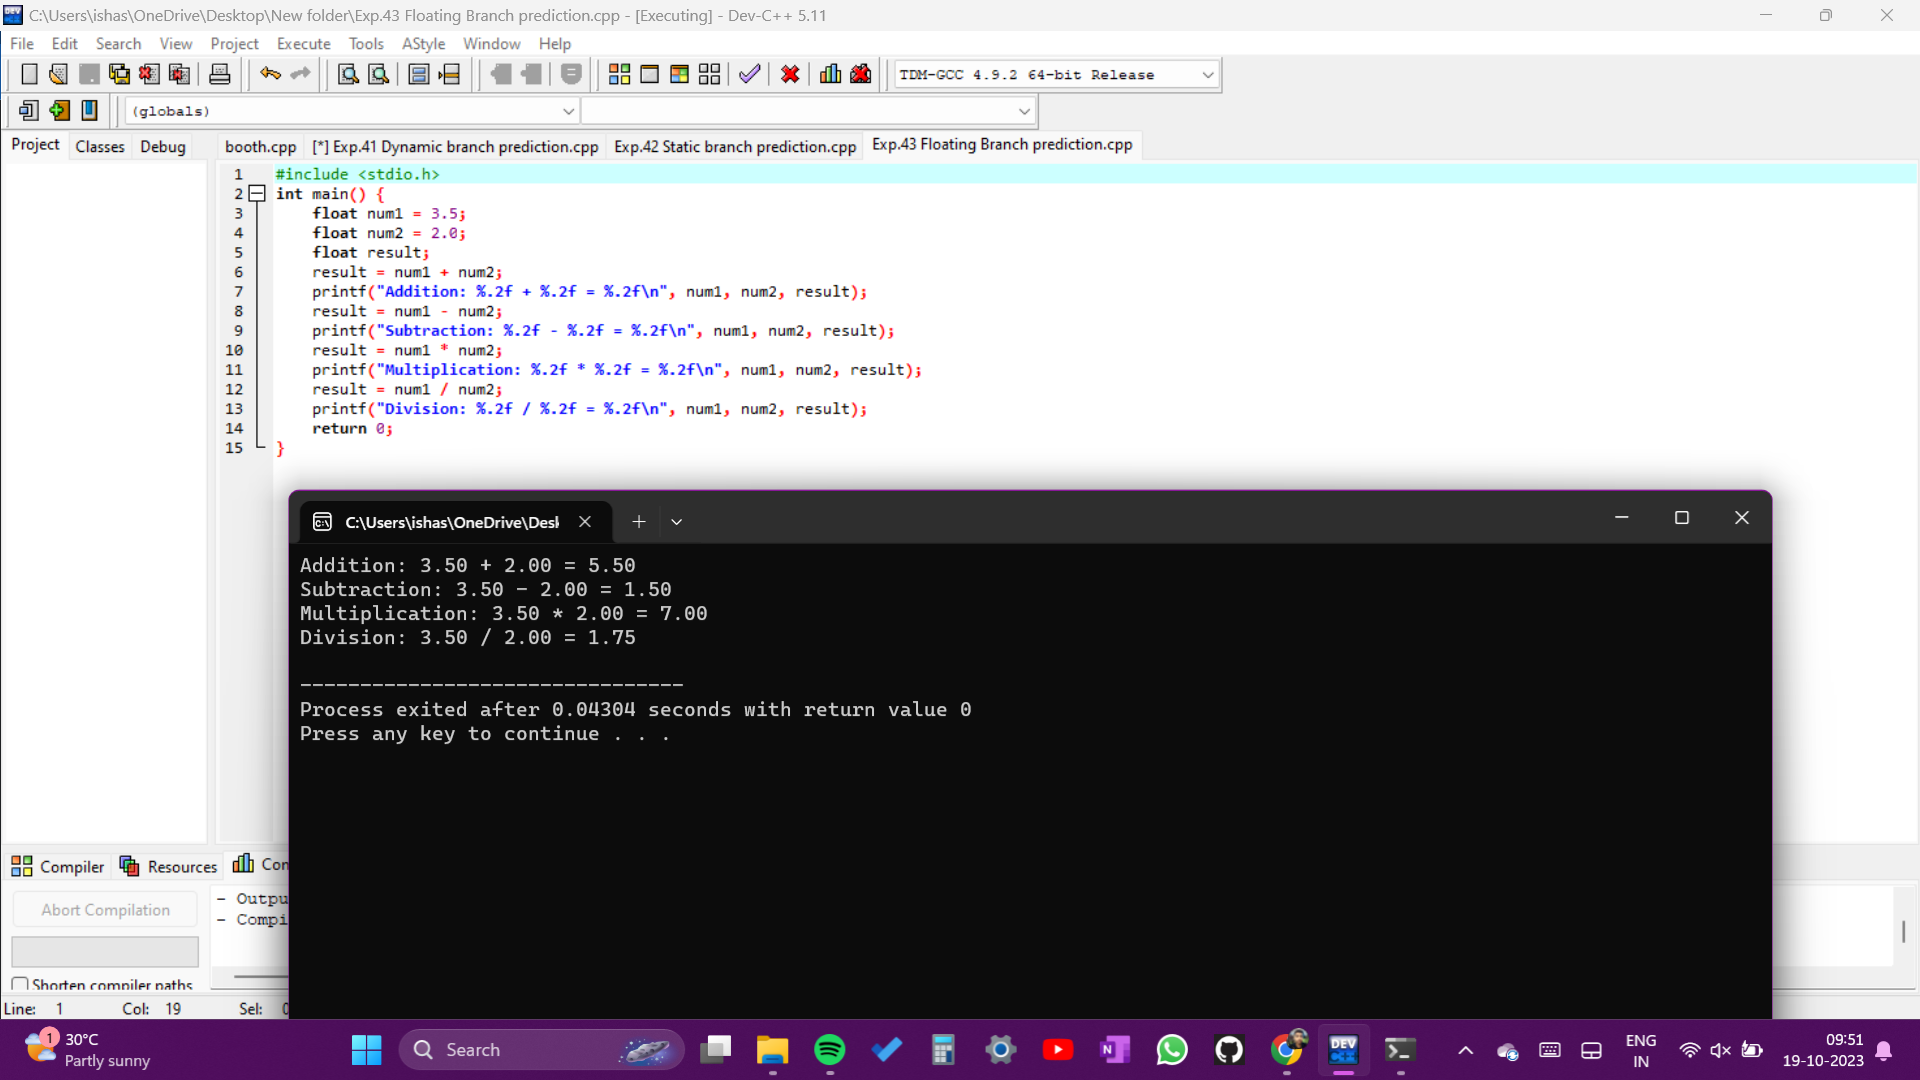 C:\Users\ishas\OneDrive\Desktop\New folder\Exp.43 Floating Branch prediction.cpp - [Executing] - Dev-C++ 5.11
File Edit Search View Project Execute Tools AStyle Window Help
TDM-GCC 4.9.2 64-bit Release
(globals)
Project Classes Debug
booth.cpp [*] Exp.41 Dynamic branch prediction.cpp Exp.42 Static branch prediction.cpp Exp.43 Floating Branch prediction.cpp
1 #include <stdio.h>
2 int main() {
3 float num1 = 3.5;
4 float num2 = 2.0;
5 float result;
6 result = num1 + num2;
7 printf("Addition: %.2f + %.2f = %.2f\n", num1, num2, result);
8 result = num1 - num2;
9 printf("Subtraction: %.2f - %.2f = %.2f\n", num1, num2, result);
10 result = num1 * num2;
11 printf("Multiplication: %.2f * %.2f = %.2f\n", num1, num2, result);
12 result = num1 / num2;
13 printf("Division: %.2f / %.2f = %.2f\n", num1, num2, result);
14 return 0;
15 }
C:\Users\ishas\OneDrive\Desl
Addition: 3.50 + 2.00 = 5.50
Subtraction: 3.50 - 2.00 = 1.50
Multiplication: 3.50 * 2.00 = 7.00
Division: 3.50 / 2.00 = 1.75
--------------------------------
Process exited after 0.04304 seconds with return value 0
Press any key to continue . . .
Compiler Resources Con
Abort Compilation
- Outpu
- Compi
Shorten compiler paths
Line: 1 Col: 19 Sel: 0
1
30°C
Partly sunny
Search
DEV
C++
ENG
IN
09:51
19-10-2023